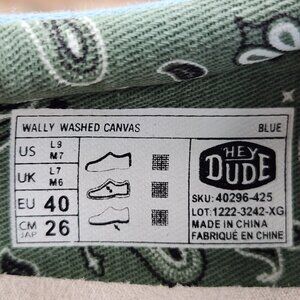 WALLY WASHED CANVAS BLUE
US L9 M7
UK L7 M6
EU 40
CM JAP 26
HEY DUDE
SKU: 40296-425
LOT:1222-3242-XG
MADE IN CHINA
FABRIQUÉ EN CHINE